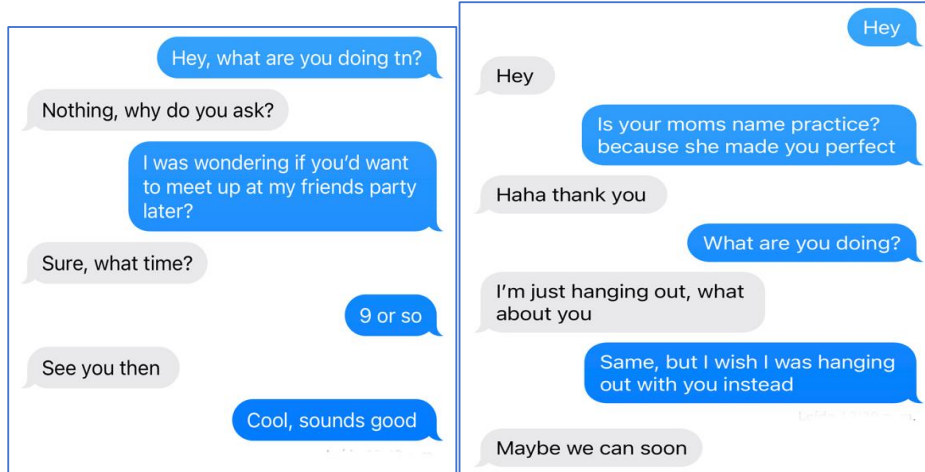 Hey, what are you doing tn?
Nothing, why do you ask?
I was wondering if you'd want
to meet up at my friends party
later?
Sure, what time?
9 or so
See you then
Cool, sounds good
Hey
Hey
Is your moms name practice?
because she made you perfect
Haha thank you
What are you doing?
I'm just hanging out, what
about you
Same, but I wish I was hanging
out with you instead
Maybe we can soon